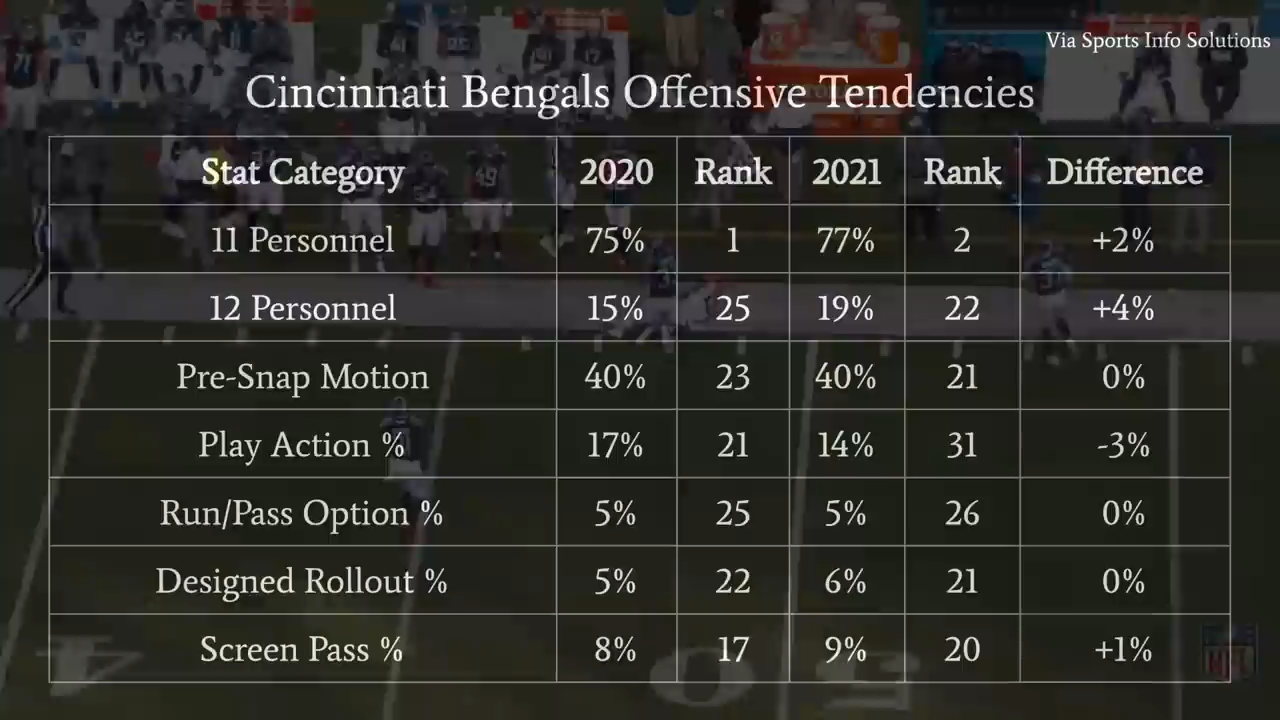 Via Sports Info Solutions
Cincinnati Bengals Offensive Tendencies
Stat Category 2020 Rank 2021 Rank Difference
11 Personnel 75% 1 77% 2 +2%
12 Personnel 15% 25 19% 22 +4%
Pre-Snap Motion 40% 23 40% 21 0%
Play Action % 17% 21 14% 31 -3%
Run/Pass Option % 5% 25 5% 26 0%
Designed Rollout % 5% 22 6% 21 0%
Screen Pass % 8% 17 9% 20 +1%
NFL